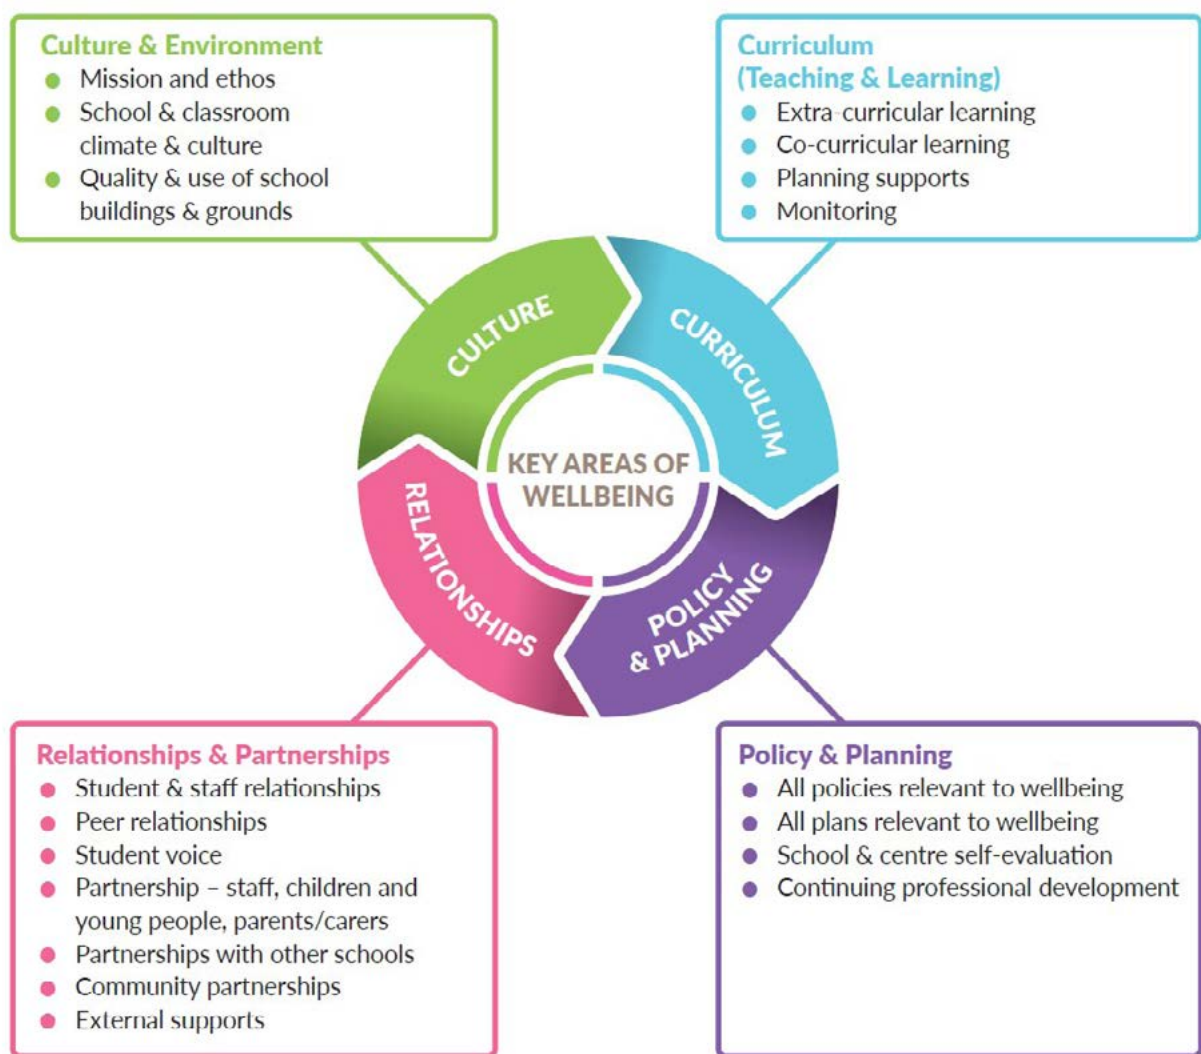 Culture & Environment
Mission and ethos
School & classroom
climate & culture
Quality & use of school
buildings & grounds
Curriculum
(Teaching & Learning)
Extra-curricular learning
Co-curricular learning
Planning supports
Monitoring
CULTURE
CURRICULUM
KEY AREAS OF
WELLBEING
RELATIONSHIPS
POLICY
& PLANNING
Relationships & Partnerships
Student & staff relationships
Peer relationships
Student voice
Partnership – staff, children and
young people, parents/carers
Partnerships with other schools
Community partnerships
External supports
Policy & Planning
All policies relevant to wellbeing
All plans relevant to wellbeing
School & centre self-evaluation
Continuing professional development